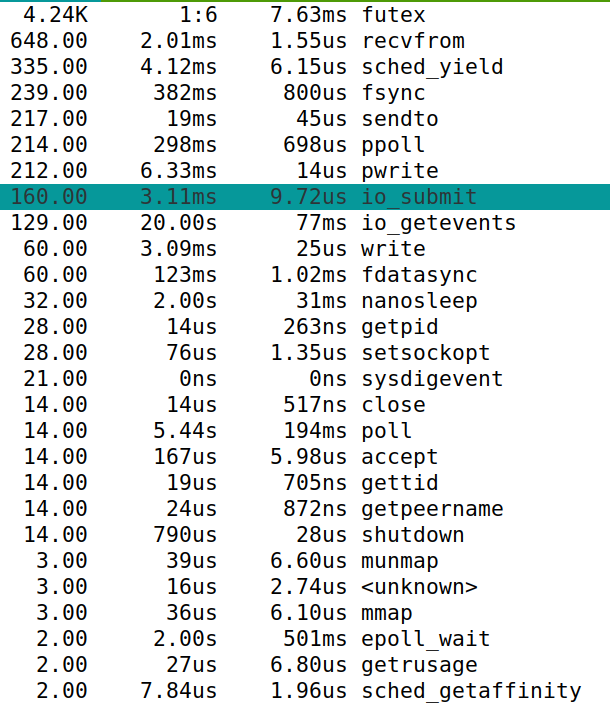 4.24K 1:6 7.63ms futex
648.00 2.01ms 1.55us recvfrom
335.00 4.12ms 6.15us sched_yield
239.00 382ms 800us fsync
217.00 19ms 45us sendto
214.00 298ms 698us ppoll
212.00 6.33ms 14us pwrite
160.00 3.11ms 9.72us io_submit
129.00 20.00s 77ms io_getevents
60.00 3.09ms 25us write
60.00 123ms 1.02ms fdatasync
32.00 2.00s 31ms nanosleep
28.00 14us 263ns getpid
28.00 76us 1.35us setsockopt
21.00 0ns 0ns sysdigevent
14.00 14us 517ns close
14.00 5.44s 194ms poll
14.00 167us 5.98us accept
14.00 19us 705ns gettid
14.00 24us 872ns getpeername
14.00 790us 28us shutdown
3.00 39us 6.60us munmap
3.00 16us 2.74us <unknown>
3.00 36us 6.10us mmap
2.00 2.00s 501ms epoll_wait
2.00 27us 6.80us getrusage
2.00 7.84us 1.96us sched_getaffinity